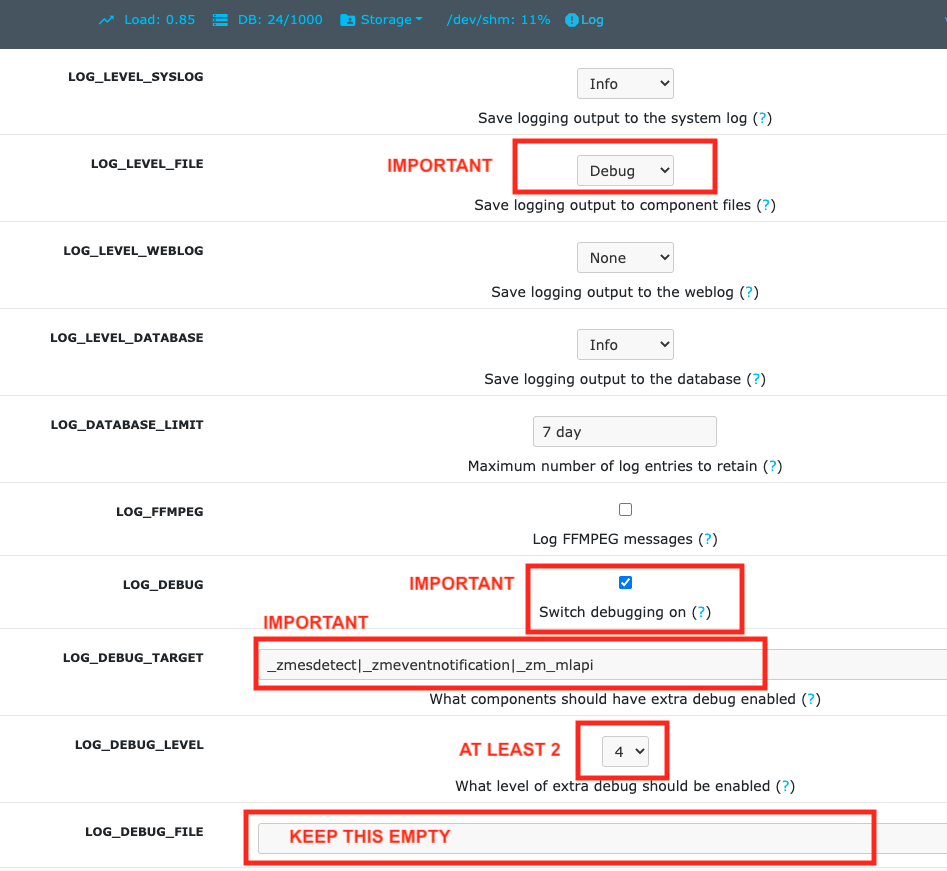 Load: 0.85 DB: 24/1000 Storage /dev/shm: 11% Log
LOG_LEVEL_SYSLOG Info
Save logging output to the system log (?)
LOG_LEVEL_FILE IMPORTANT Debug
Save logging output to component files (?)
LOG_LEVEL_WEBLOG None
Save logging output to the weblog (?)
LOG_LEVEL_DATABASE Info
Save logging output to the database (?)
LOG_DATABASE_LIMIT 7 day
Maximum number of log entries to retain (?)
LOG_FFMPEG
Log FFMPEG messages (?)
LOG_DEBUG IMPORTANT
Switch debugging on (?)
IMPORTANT
LOG_DEBUG_TARGET _zmesdetect|_zmeventnotification|_zm_mlapi
What components should have extra debug enabled (?)
LOG_DEBUG_LEVEL AT LEAST 2 4
What level of extra debug should be enabled (?)
LOG_DEBUG_FILE KEEP THIS EMPTY